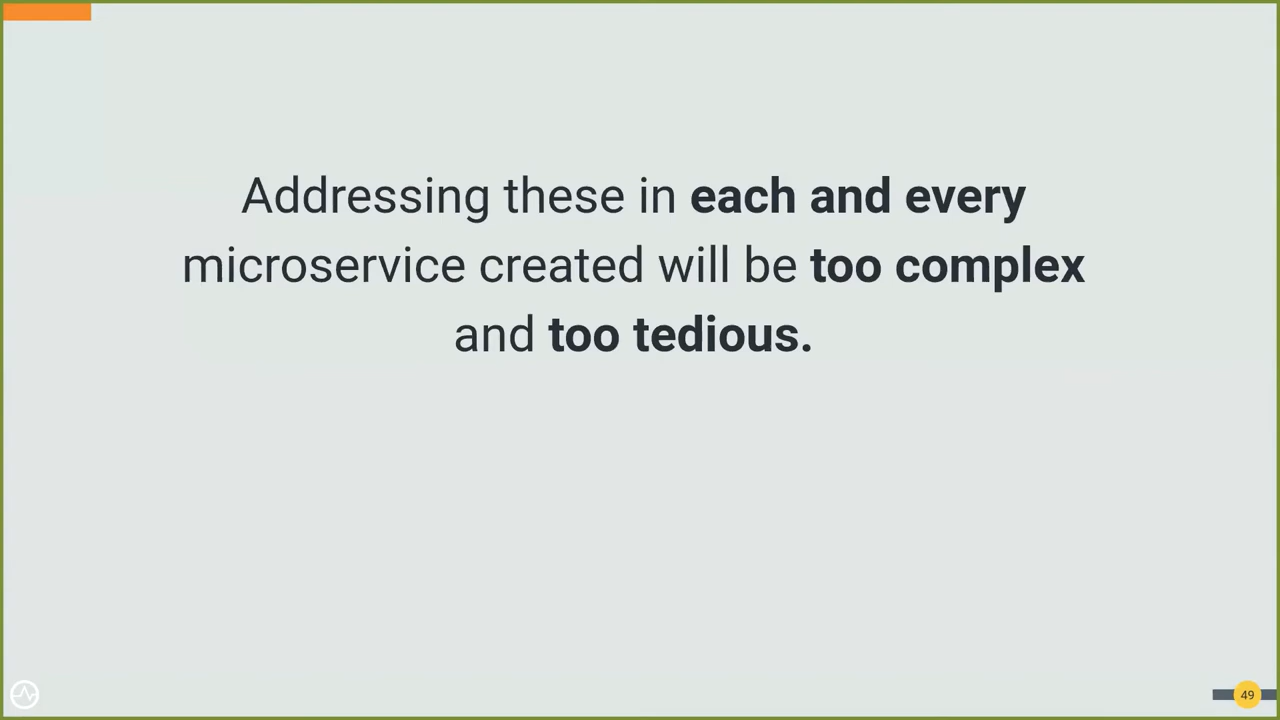 Addressing these in each and every
microservice created will be too complex
and too tedious.
49